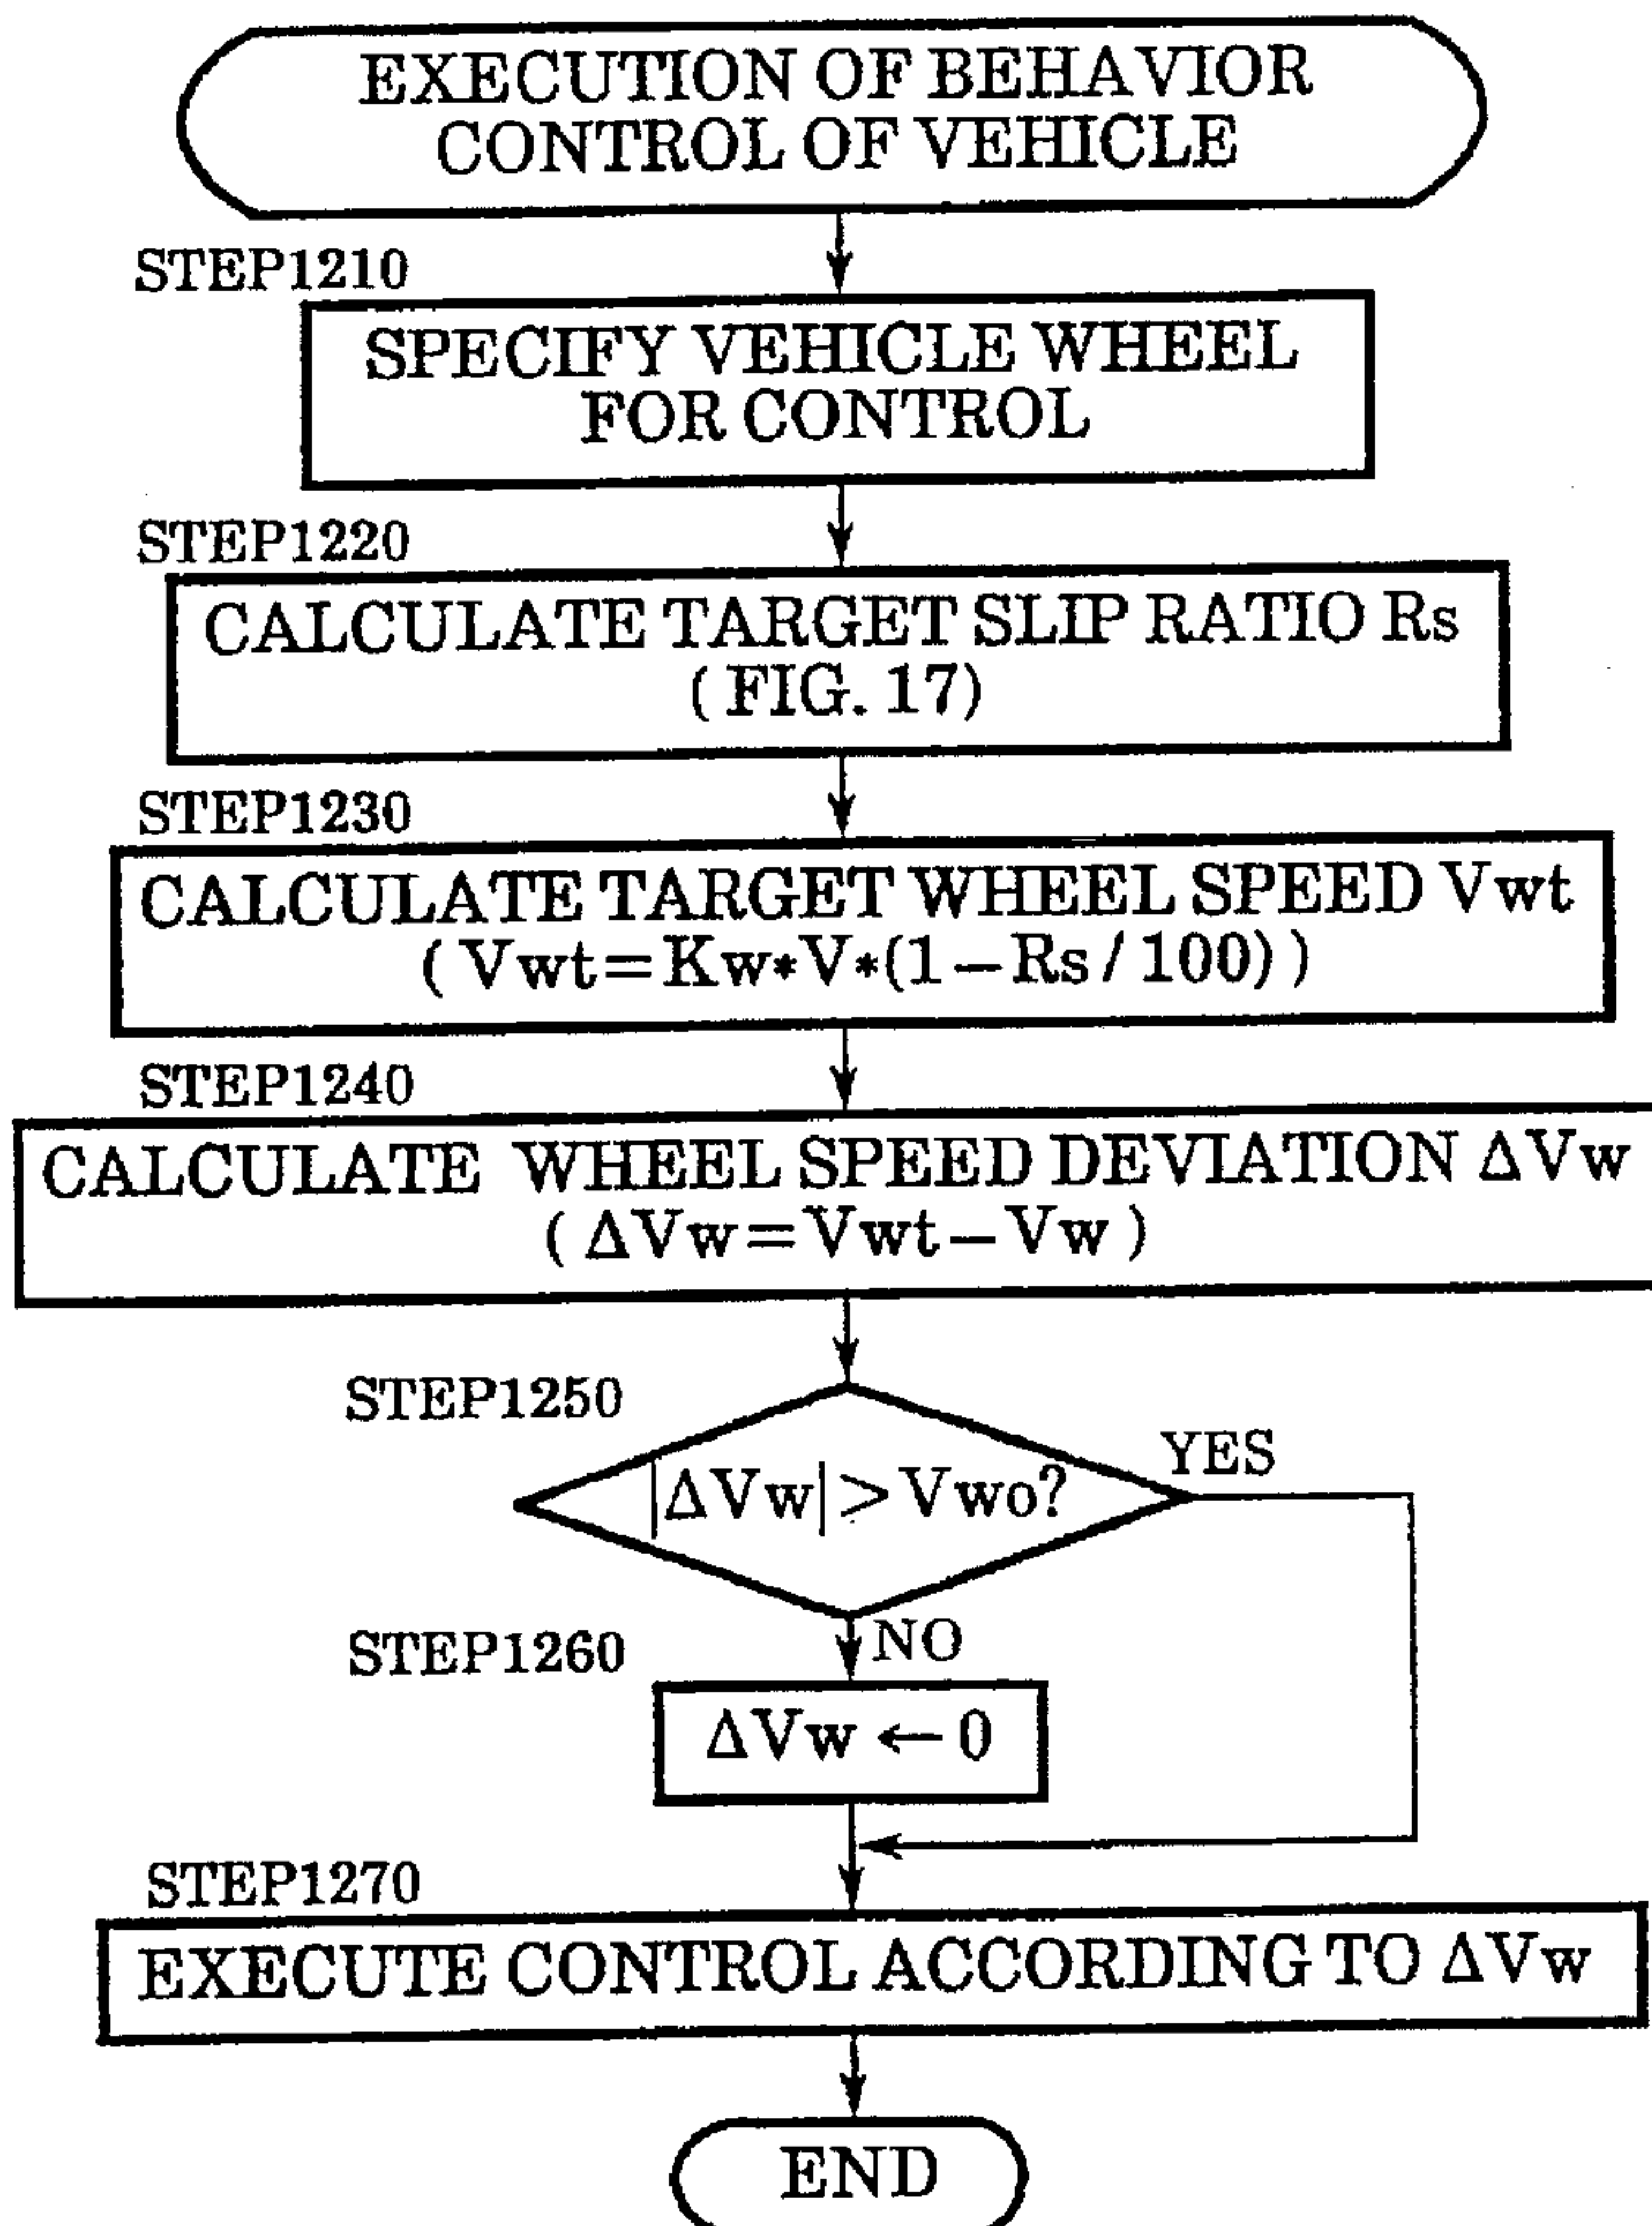 EXECUTION OF BEHAVIOR
CONTROL OF VEHICLE
STEP1210
SPECIFY VEHICLE WHEEL
FOR CONTROL
STEP1220
CALCULATE TARGET SLIP RATIO Rs
(FIG. 17)
STEP1230
CALCULATE TARGET WHEEL SPEED Vwt
(Vwt=Kw*V*(1-Rs/100))
STEP1240
CALCULATE WHEEL SPEED DEVIATION ΔVw
(ΔVw=Vwt-Vw)
STEP1250
YES
|ΔVw|>Vwo?
NO
STEP1260
ΔVw←0
STEP1270
EXECUTE CONTROL ACCORDING TO ΔVw
END